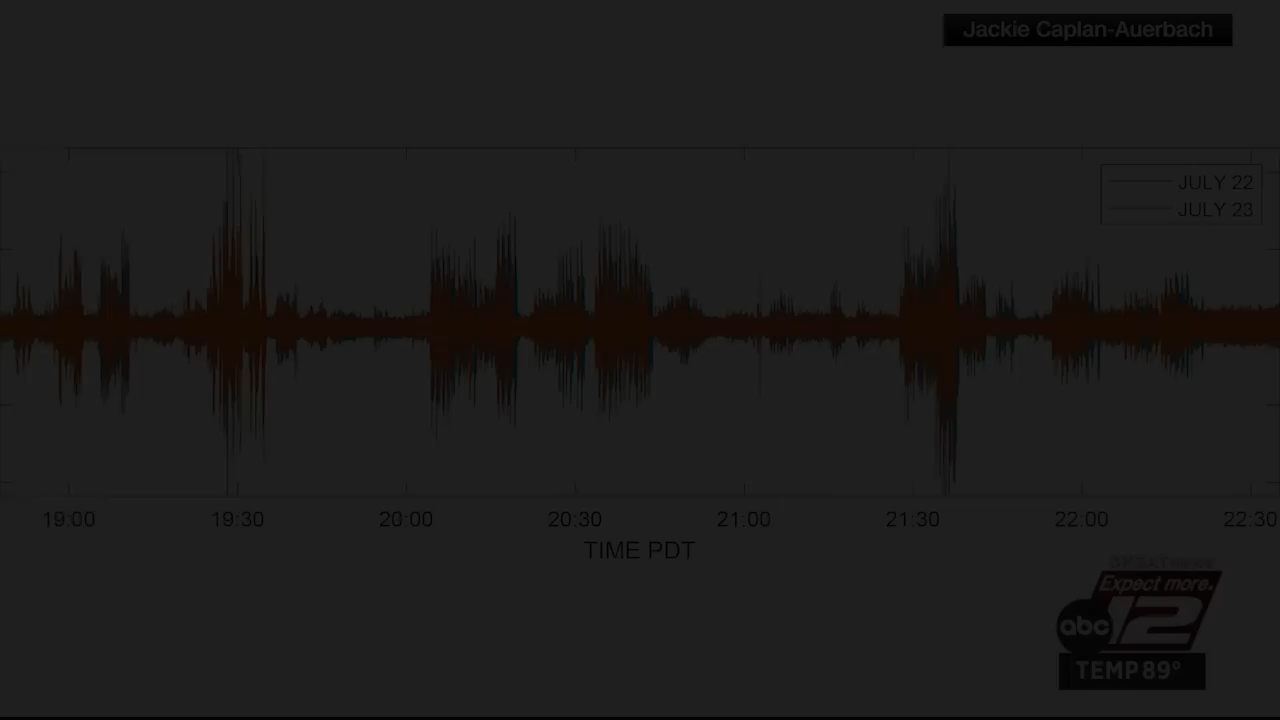 Jackie Caplan-Auerbach
JULY 22
JULY 23
19:00 19:30 20:00 20:30 21:00 21:30 22:00 22:30
TIME PDT
Expect more.
abc 12
TEMP 89°